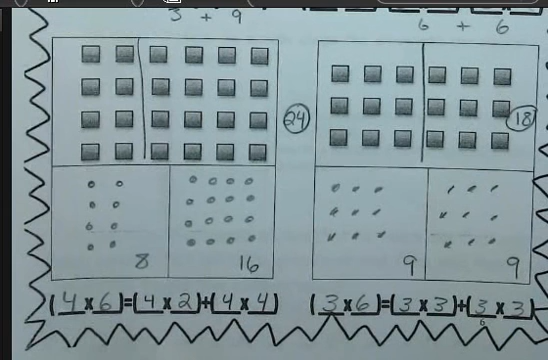 3 + 9
6 + 6
24
18
8
16
9
9
(4 x 6)=(4 x 2)+(4 x 4)
(3 x 6)=(3 x 3)+(3 x 3)